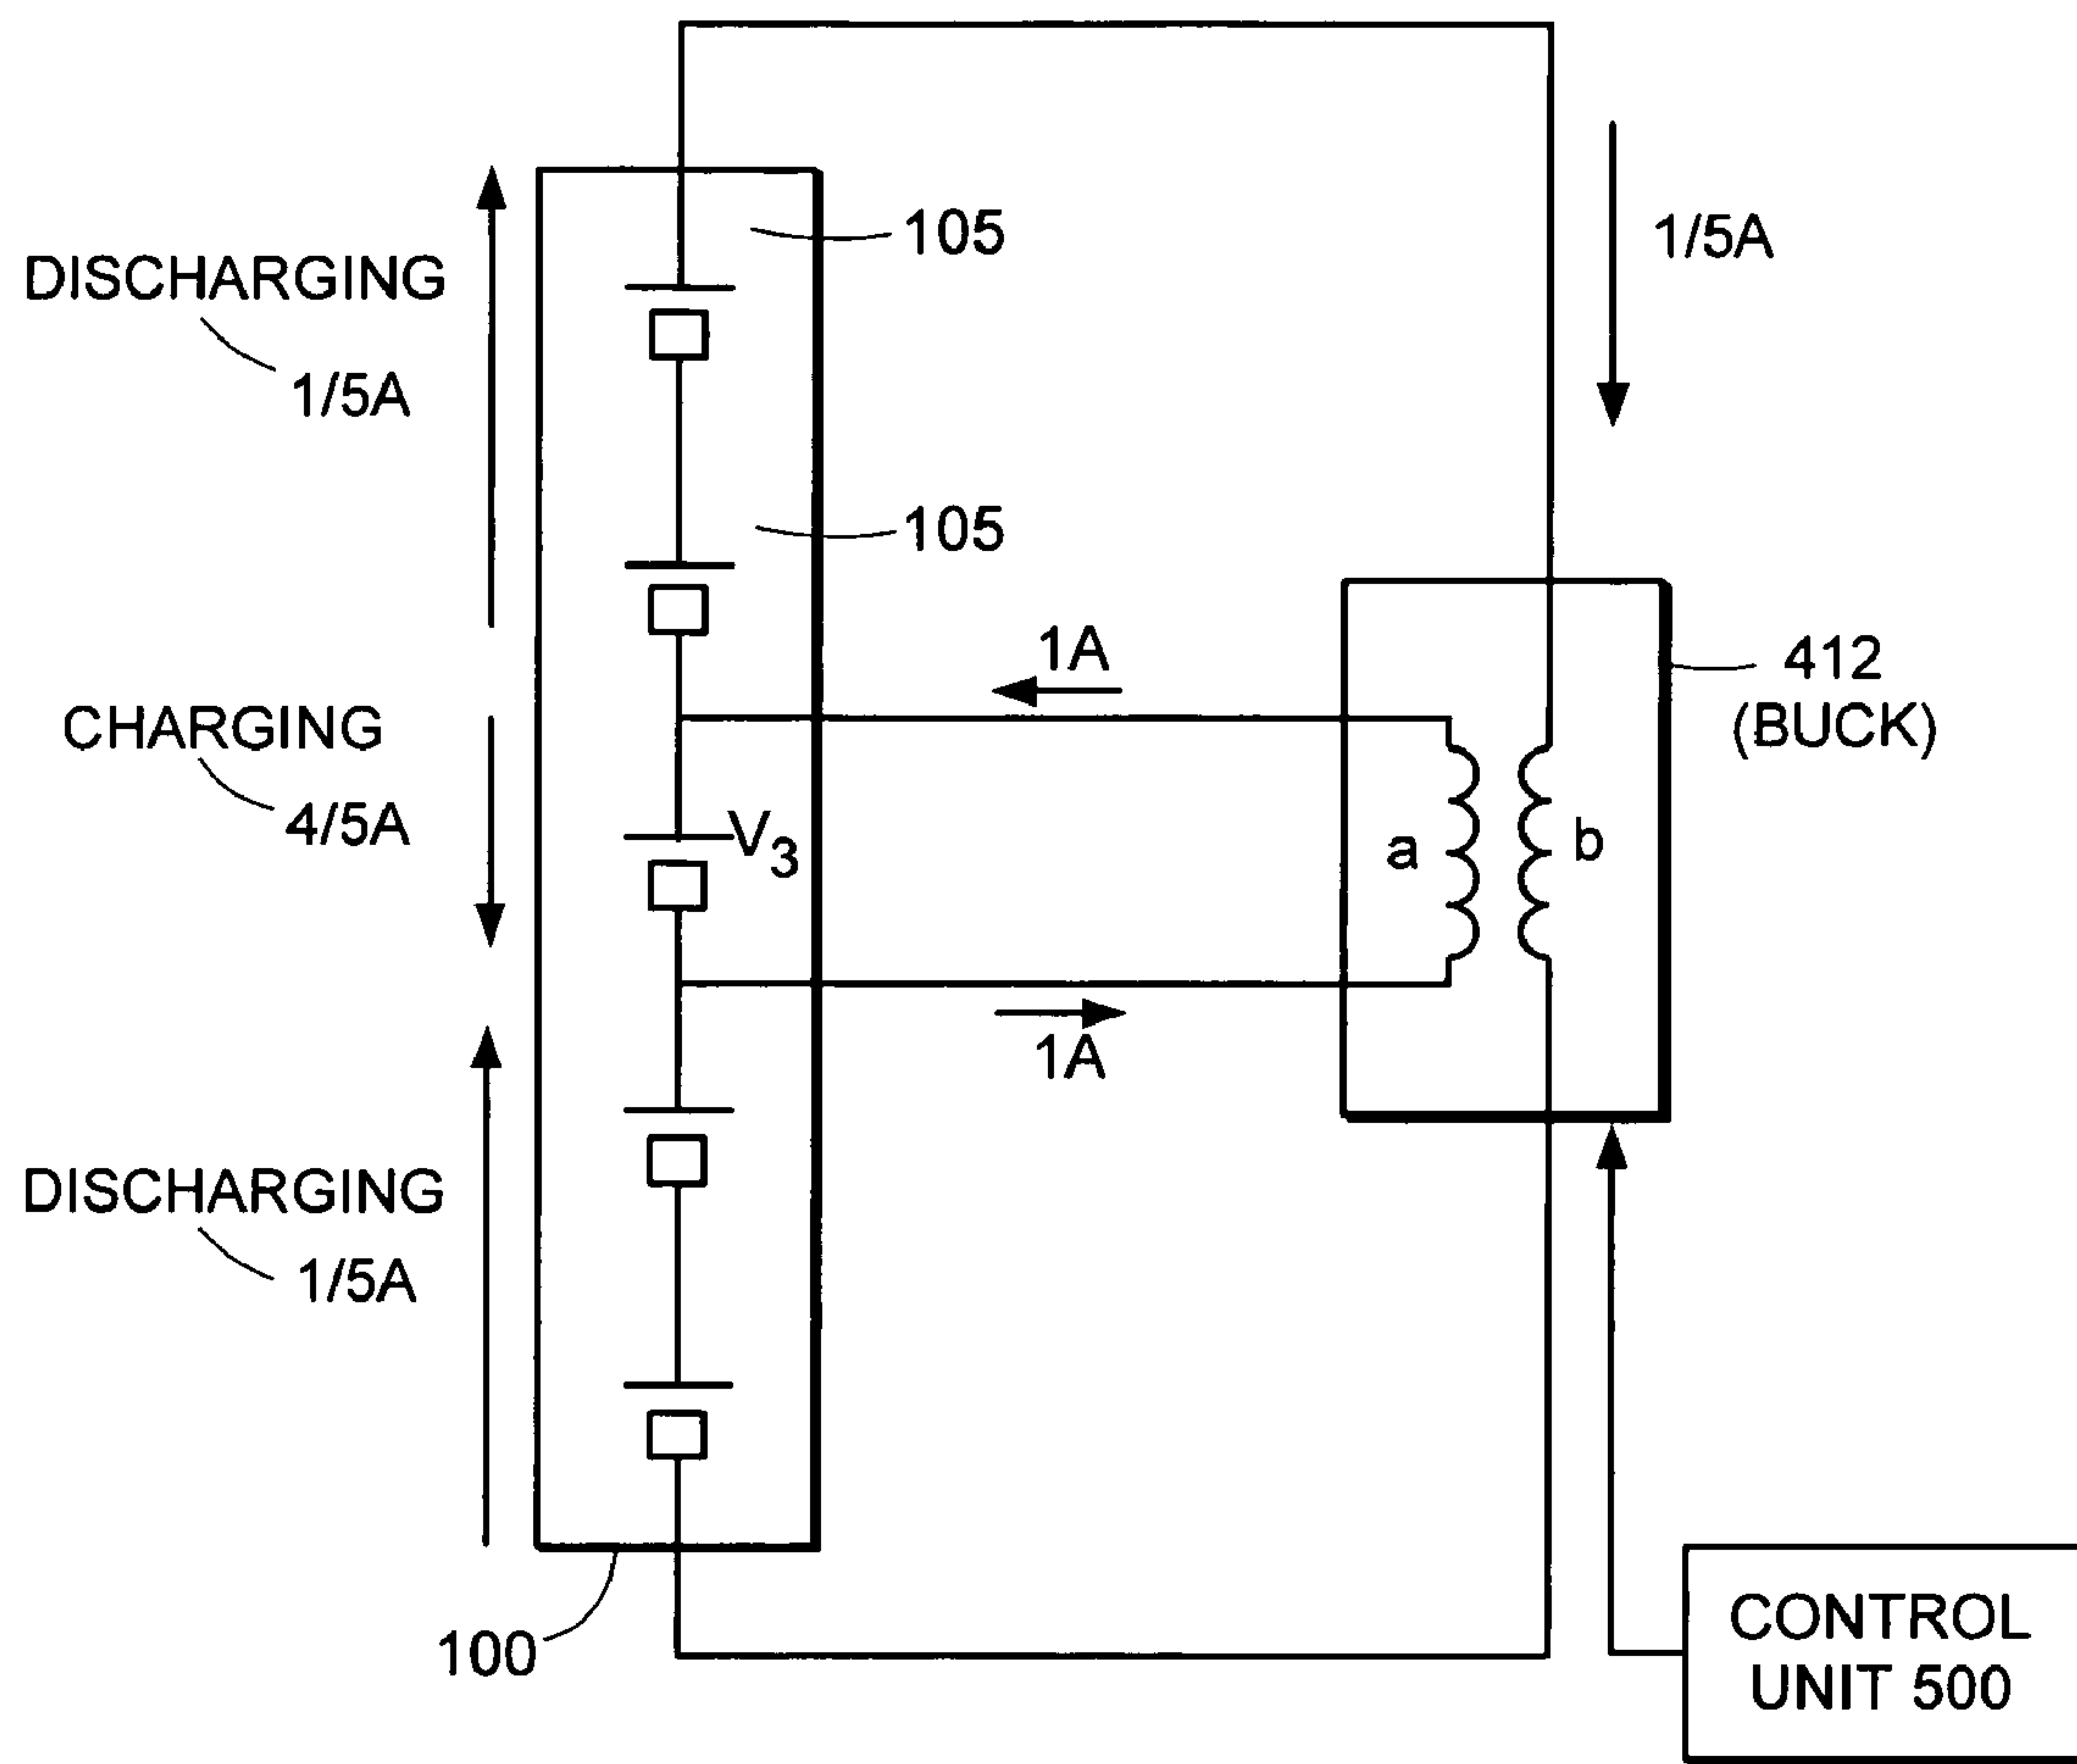 105
1/5A
DISCHARGING
1/5A
105
1A
412
(BUCK)
CHARGING
4/5A
V3
a
b
1A
DISCHARGING
1/5A
100
CONTROL
UNIT 500